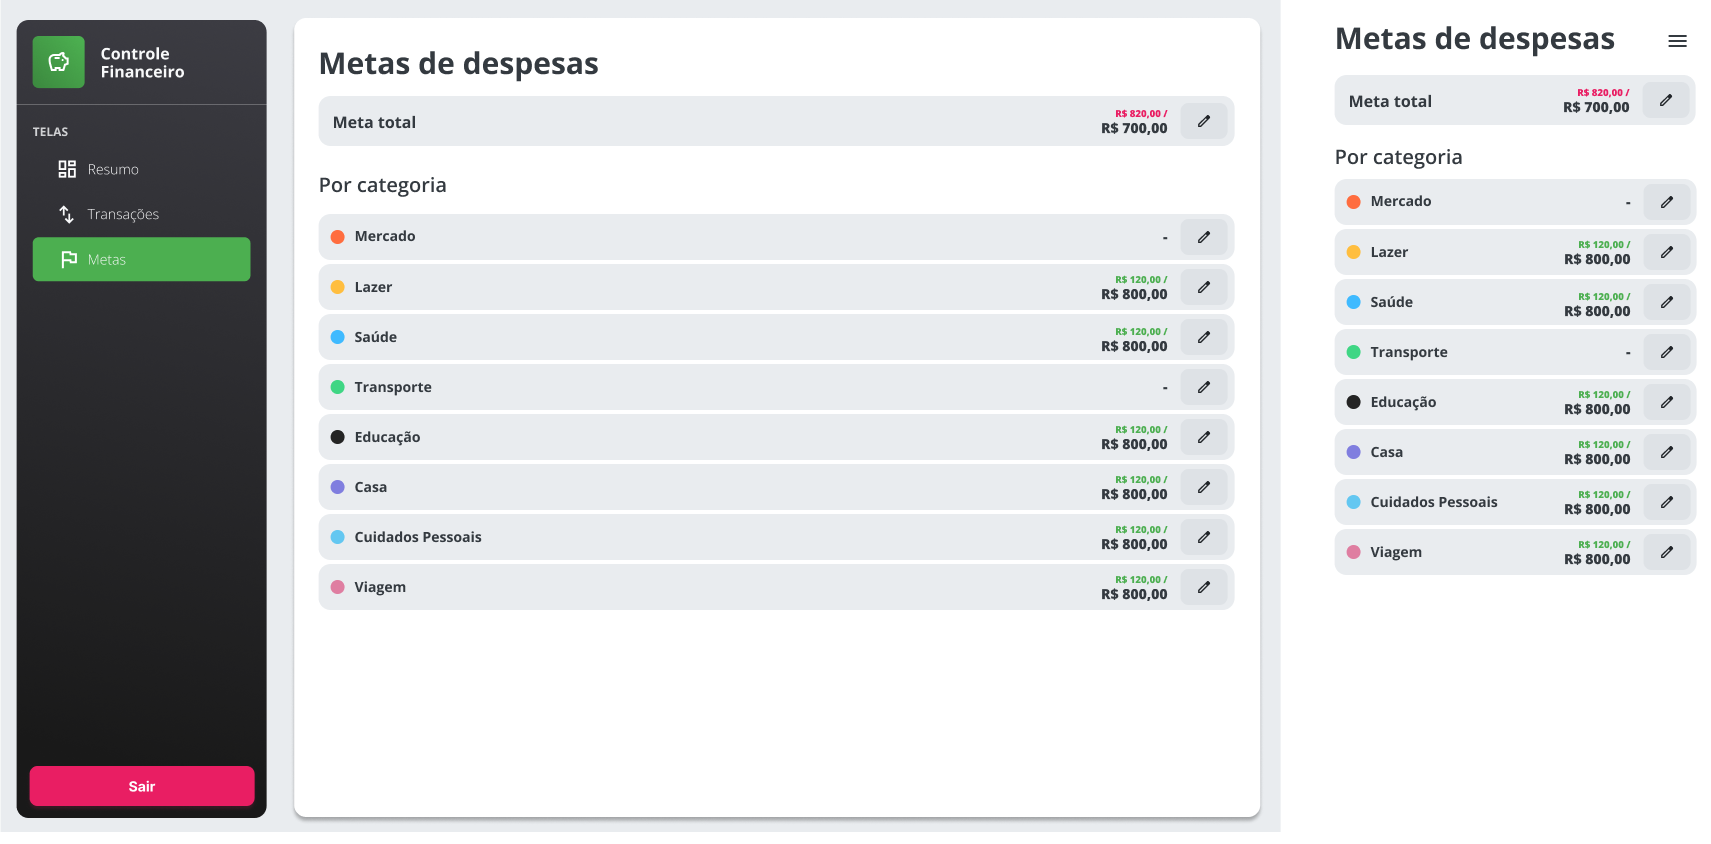 Controle
Financeiro
TELAS
Resumo
Transações
Metas
Sair
Metas de despesas
Meta total
R$ 820,00 /
R$ 700,00
Por categoria
Mercado
-
Lazer
R$ 120,00 /
R$ 800,00
Saúde
R$ 120,00 /
R$ 800,00
Transporte
-
Educação
R$ 120,00 /
R$ 800,00
Casa
R$ 120,00 /
R$ 800,00
Cuidados Pessoais
R$ 120,00 /
R$ 800,00
Viagem
R$ 120,00 /
R$ 800,00
Metas de despesas
Meta total
R$ 820,00 /
R$ 700,00
Por categoria
Mercado
-
Lazer
R$ 120,00 /
R$ 800,00
Saúde
R$ 120,00 /
R$ 800,00
Transporte
-
Educação
R$ 120,00 /
R$ 800,00
Casa
R$ 120,00 /
R$ 800,00
Cuidados Pessoais
R$ 120,00 /
R$ 800,00
Viagem
R$ 120,00 /
R$ 800,00